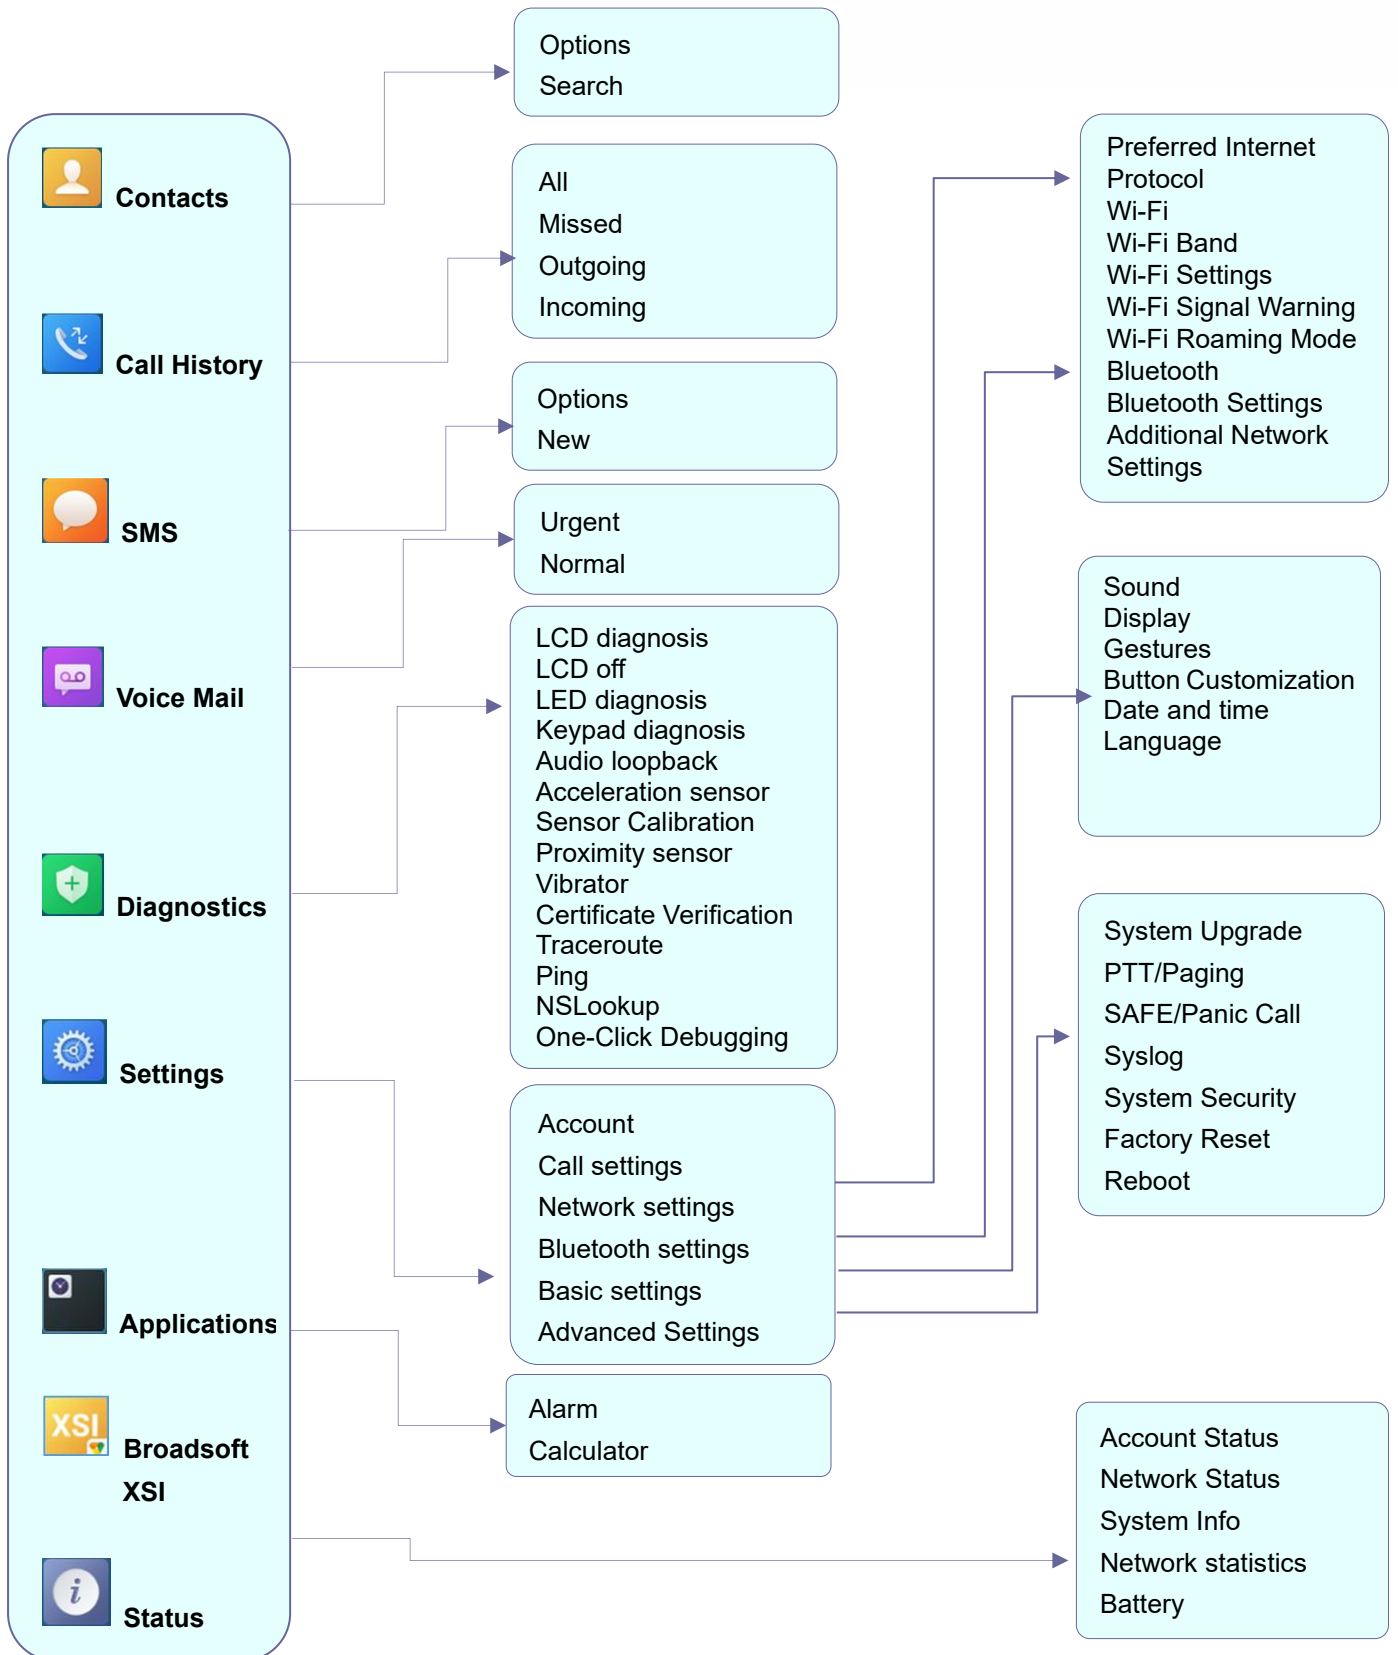 Contacts
Call History
SMS
Voice Mail
Diagnostics
Settings
Applications
XSI
Broadsoft
XSI
i
Status
Options
Search
All
Missed
Outgoing
Incoming
Options
New
Urgent
Normal
LCD diagnosis
LCD off
LED diagnosis
Keypad diagnosis
Audio loopback
Acceleration sensor
Sensor Calibration
Proximity sensor
Vibrator
Certificate Verification
Traceroute
Ping
NSLookup
One-Click Debugging
Account
Call settings
Network settings
Bluetooth settings
Basic settings
Advanced Settings
Alarm
Calculator
Preferred Internet
Protocol
Wi-Fi
Wi-Fi Band
Wi-Fi Settings
Wi-Fi Signal Warning
Wi-Fi Roaming Mode
Bluetooth
Bluetooth Settings
Additional Network
Settings
Sound
Display
Gestures
Button Customization
Date and time
Language
System Upgrade
PTT/Paging
SAFE/Panic Call
Syslog
System Security
Factory Reset
Reboot
Account Status
Network Status
System Info
Network statistics
Battery